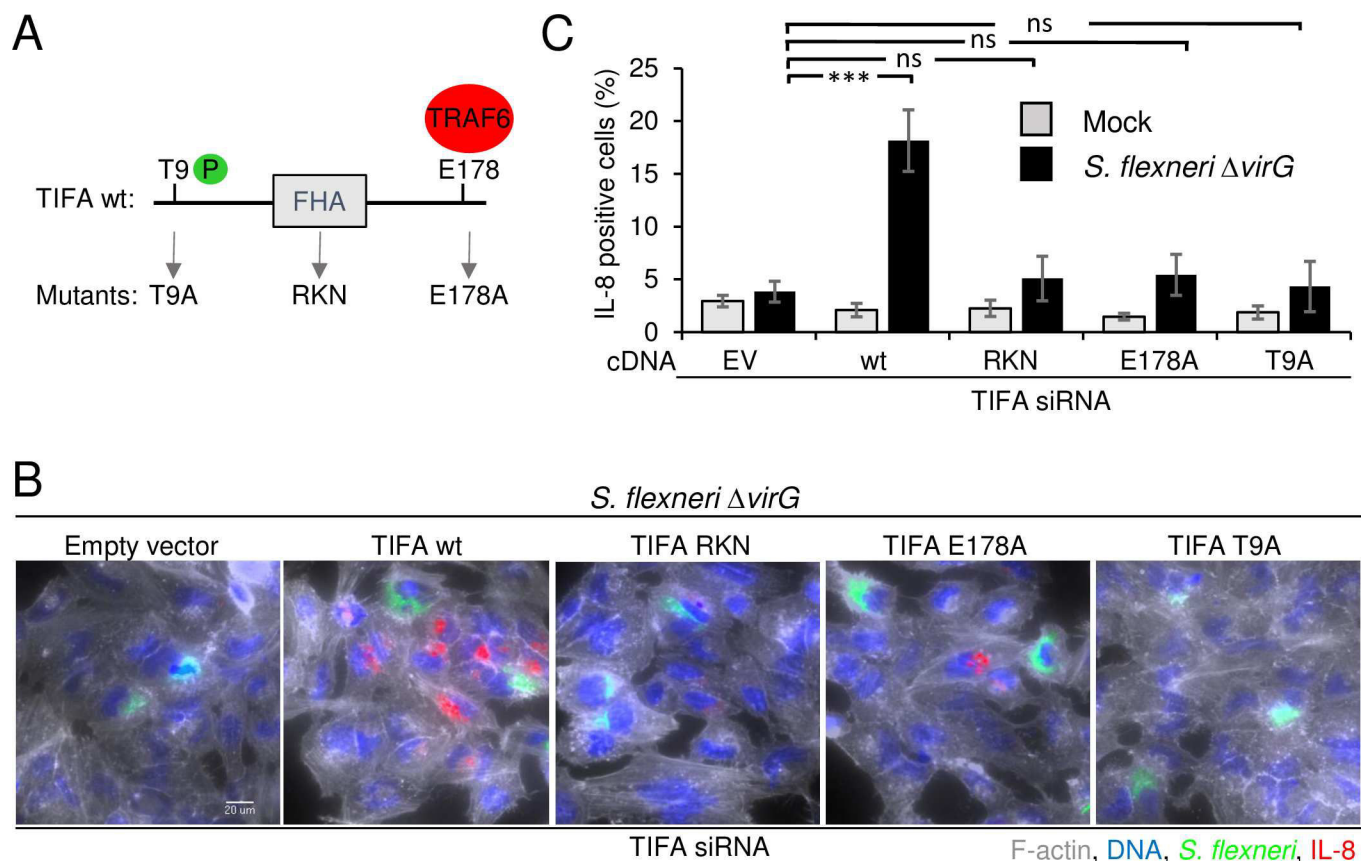 A
TRAF6
T9 P E178
TIFA wt: FHA
Mutants: T9A RKN E178A
C
ns
ns
ns
***
IL-8 positive cells (%)
25
20
15
10
5
0
Mock
S. flexneri ΔvirG
cDNA EV wt RKN E178A T9A
TIFA siRNA
B
S. flexneri ΔvirG
Empty vector TIFA wt TIFA RKN TIFA E178A TIFA T9A
20 um
TIFA siRNA
F-actin, DNA, S. flexneri, IL-8